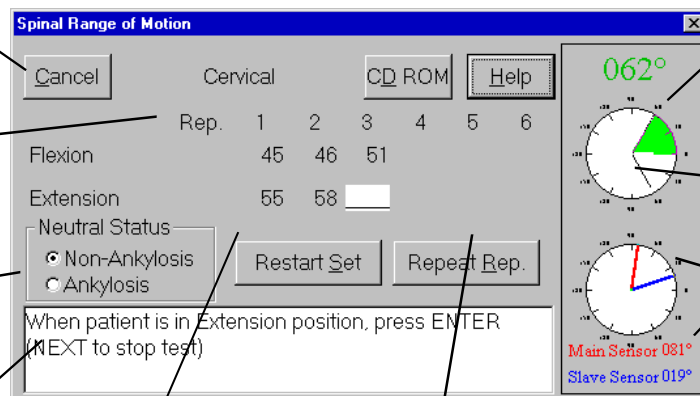 Spinal Range of Motion
Cancel Cervical CD ROM Help
062°
Rep. 1 2 3 4 5 6
Flexion 45 46 51
Extension 55 58
Neutral Status
Non-Ankylosis
Ankylosis
Restart Set Repeat Rep.
When patient is in Extension position, press ENTER
(NEXT to stop test)
Main Sensor 081°
Slave Sensor 019°